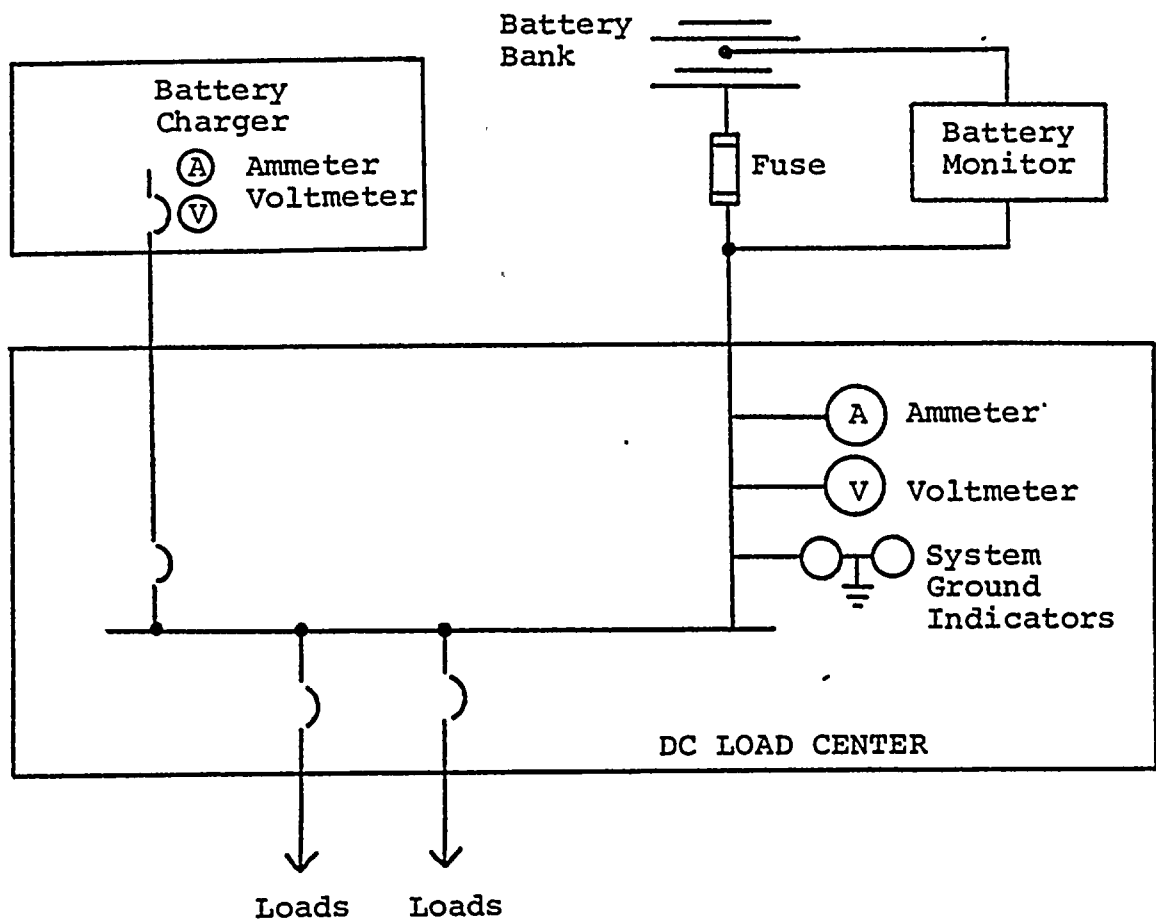 Battery
Bank
Battery
Charger
A Ammeter
V Voltmeter
Fuse
Battery
Monitor
A Ammeter
V Voltmeter
System
Ground
Indicators
DC LOAD CENTER
Loads Loads